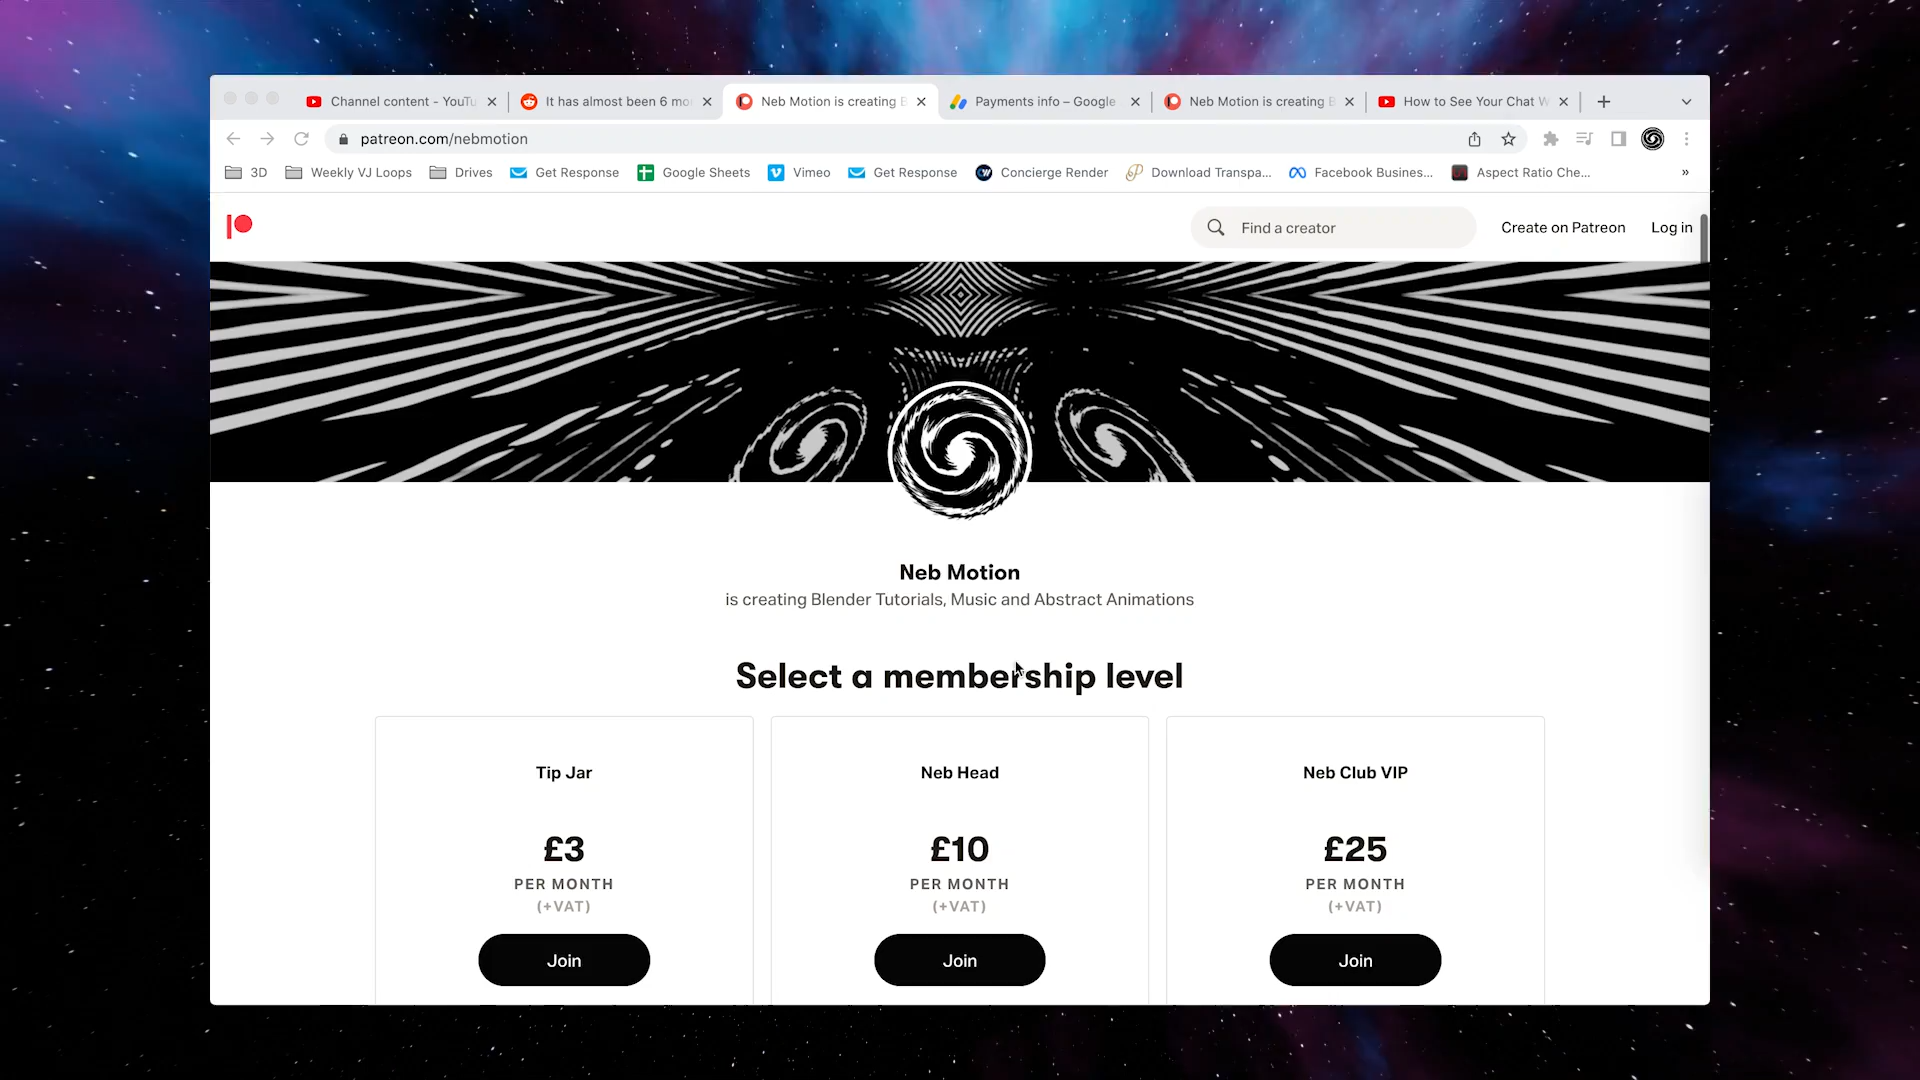 Channel content - YouTu
It has almost been 6 mo
Neb Motion is creating B
Payments info – Google
Neb Motion is creating B
How to See Your Chat W
patreon.com/nebmotion
3D
Weekly VJ Loops
Drives
Get Response
Google Sheets
Vimeo
Get Response
Concierge Render
Download Transpa...
Facebook Busines...
Aspect Ratio Che...
»
Find a creator
Create on Patreon
Log in
Neb Motion
is creating Blender Tutorials, Music and Abstract Animations
Select a membership level
Tip Jar
£3
PER MONTH
(+VAT)
Join
Neb Head
£10
PER MONTH
(+VAT)
Join
Neb Club VIP
£25
PER MONTH
(+VAT)
Join